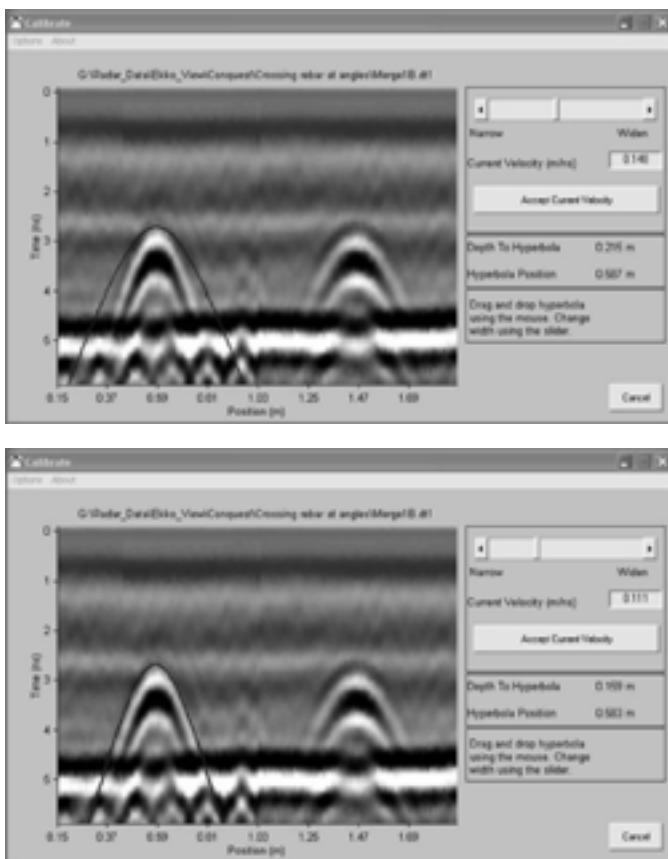 Calibrate
Options About
G:\Radar_Data\Ekko_View\Conquest\Crossing rebar at angles\Merge1B.dt1
Time (ns)
0
1
2
3
4
5
0.15 0.37 0.59 0.81 1.03 1.25 1.47 1.69
Position (m)
Narrow Widen
Current Velocity (m/ns)
Accept Current Velocity
Depth To Hyperbola 0.215 m
Hyperbola Position 0.587 m
Drag and drop hyperbola
using the mouse. Change
width using the slider.
Cancel
Calibrate
Options About
G:\Radar_Data\Ekko_View\Conquest\Crossing rebar at angles\Merge1B.dt1
Time (ns)
0
1
2
3
4
5
0.15 0.37 0.59 0.81 1.03 1.25 1.47 1.69
Position (m)
Narrow Widen
Current Velocity (m/ns) 0.111
Accept Current Velocity
Depth To Hyperbola 0.159 m
Hyperbola Position 0.583 m
Drag and drop hyperbola
using the mouse. Change
width using the slider.
Cancel